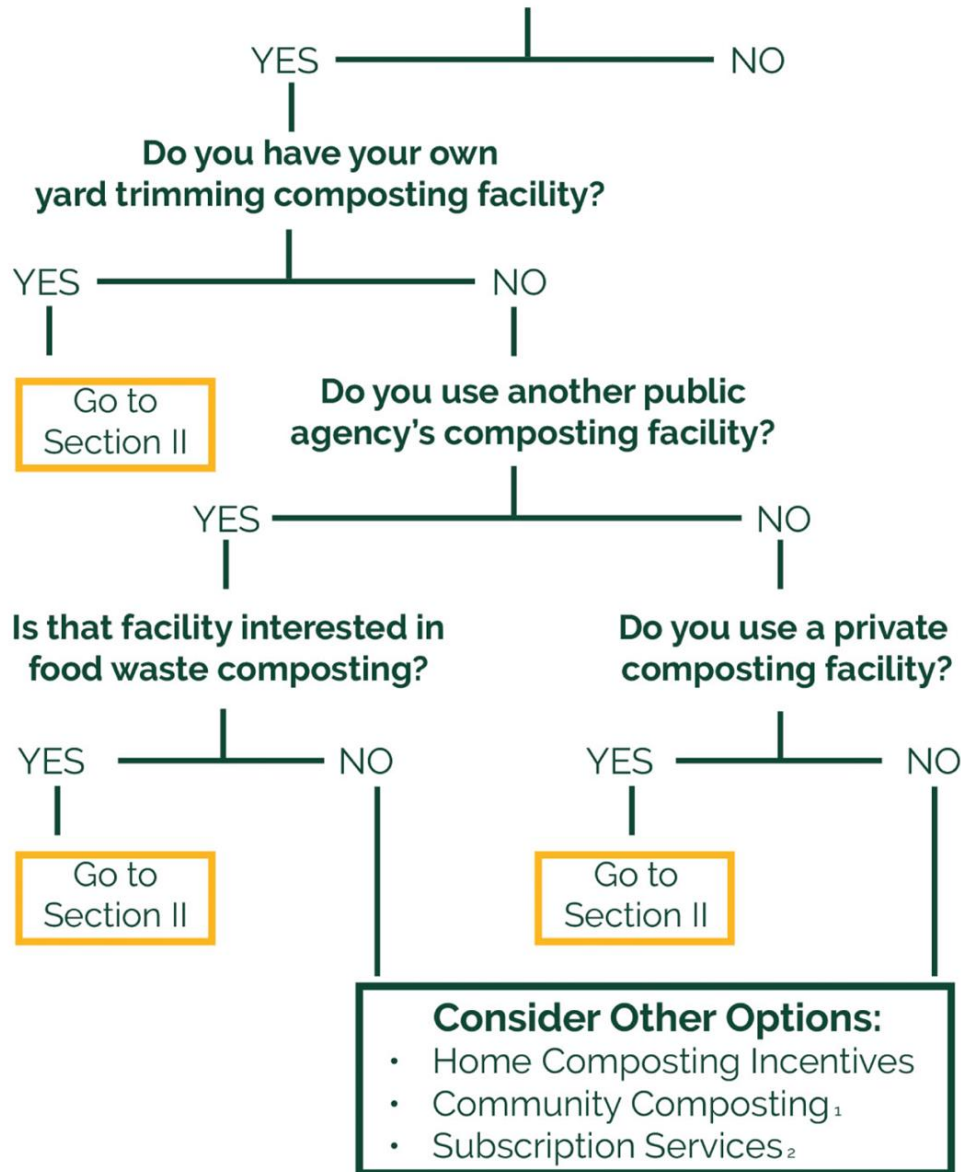 YES
NO
Do you have your own
yard trimming composting facility?
YES
NO
Go to
Section II
Do you use another public
agency's composting facility?
YES
NO
Is that facility interested in
food waste composting?
Do you use a private
composting facility?
YES
NO
YES
NO
Go to
Section II
Go to
Section II
Consider Other Options:
• Home Composting Incentives
• Community Composting₁
• Subscription Services₂